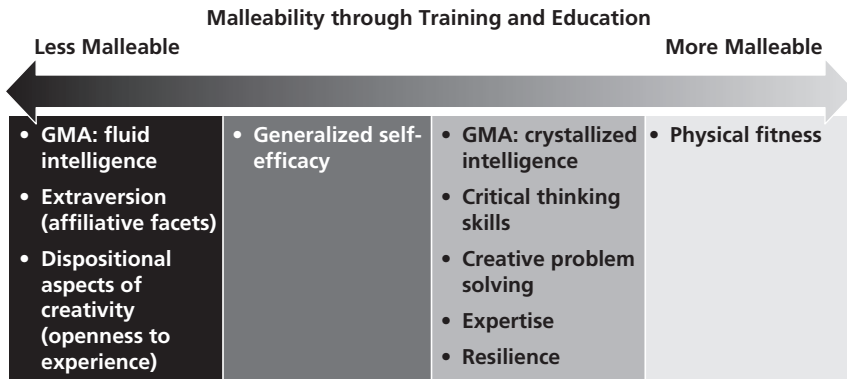 Malleability through Training and Education
Less Malleable
More Malleable
• GMA: fluid
intelligence
• Extraversion
(affiliative facets)
• Dispositional
aspects of
creativity
(openness to
experience)
• Generalized self-
efficacy
• GMA: crystallized
intelligence
• Critical thinking
skills
• Creative problem
solving
• Expertise
• Resilience
• Physical fitness